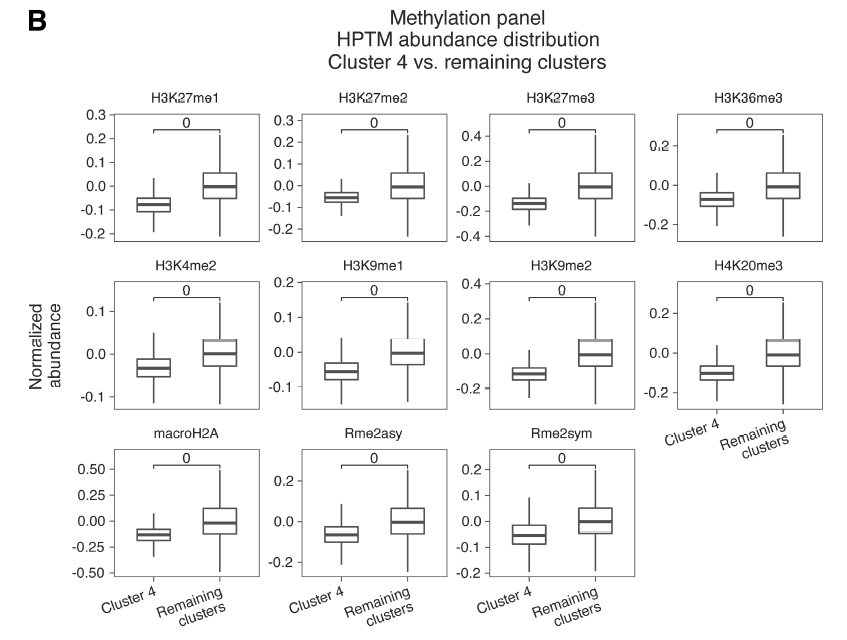 B
Methylation panel
HPTM abundance distribution
Cluster 4 vs. remaining clusters
H3K27me1
H3K27me2
H3K27me3
H3K36me3
0.3
0.2
0.1
0.0
-0.1
-0.2
0
0.3
0.2
0.1
0.0
-0.1
-0.2
0
0.4
0.2
0.0
-0.2
-0.4
0
0.2
0.0
-0.2
0
H3K4me2
H3K9me1
H3K9me2
H4K20me3
Normalized
abundance
0.1
0.0
-0.1
0
0.2
0.1
0.0
-0.1
0
0.4
0.2
0.0
-0.2
0
0.2
0.0
-0.2
0
Cluster 4
Remaining
clusters
macroH2A
Rme2asy
Rme2sym
0.50
0.25
0.00
-0.25
-0.50
0
0.2
0.0
-0.2
0
0.2
0.1
0.0
-0.1
-0.2
0
Cluster 4
Remaining
clusters
Cluster 4
Remaining
clusters
Cluster 4
Remaining
clusters